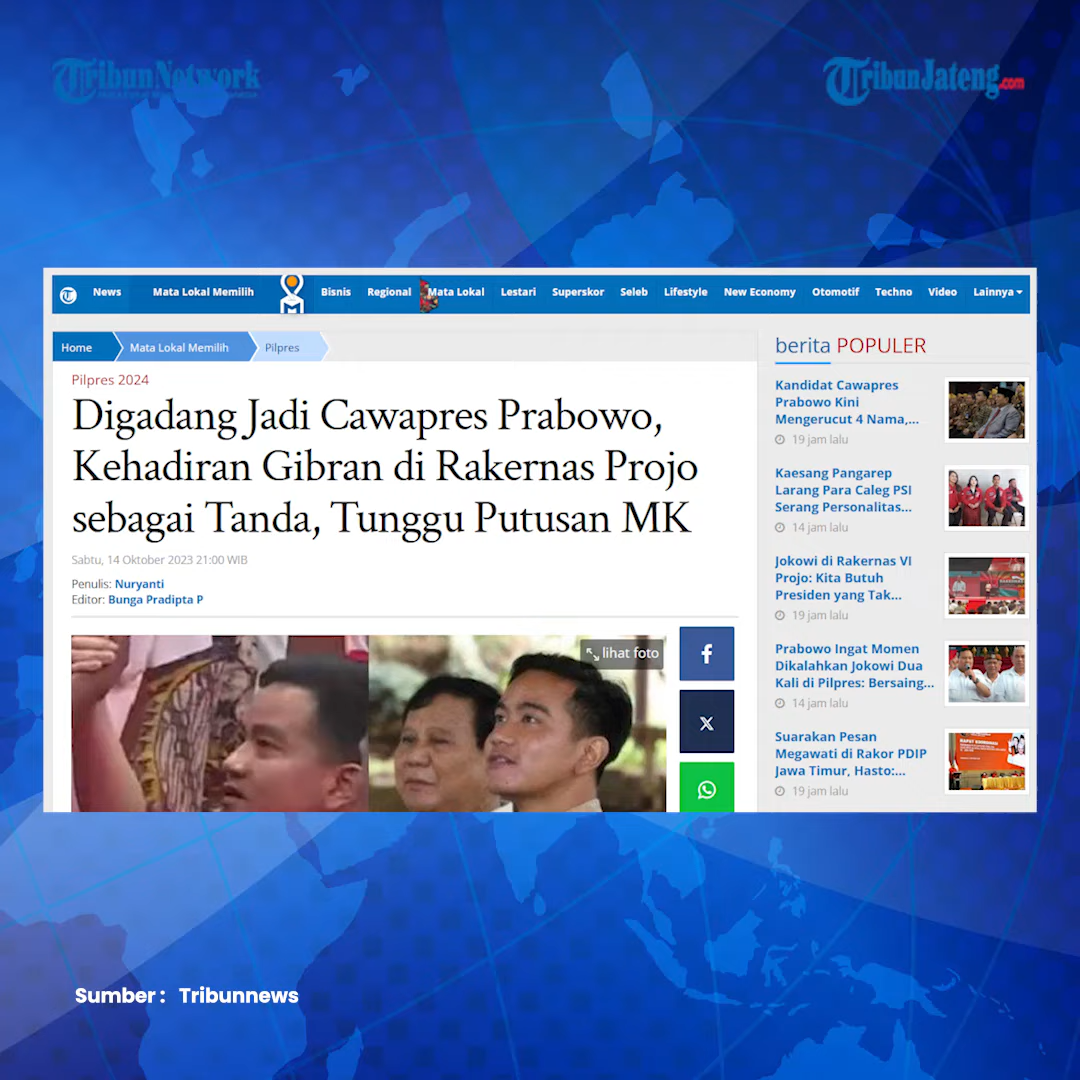 TribunNetwork
TribunJateng.com
News Mata Lokal Memilih Bisnis Regional Mata Lokal Lestari Superskor Seleb Lifestyle New Economy Otomotif Techno Video Lainnya
Home Mata Lokal Memilih Pilpres
Pilpres 2024
Digadang Jadi Cawapres Prabowo,
Kehadiran Gibran di Rakernas Projo
sebagai Tanda, Tunggu Putusan MK
Sabtu, 14 Oktober 2023 21:00 WIB
Penulis: Nuryanti
Editor: Bunga Pradipta P
lihat foto
berita POPULER
Kandidat Cawapres
Prabowo Kini
Mengerucut 4 Nama,...
19 jam lalu
Kaesang Pangarep
Larang Para Caleg PSI
Serang Personalitas...
14 jam lalu
Jokowi di Rakernas VI
Projo: Kita Butuh
Presiden yang Tak...
19 jam lalu
Prabowo Ingat Momen
Dikalahkan Jokowi Dua
Kali di Pilpres: Bersaing...
14 jam lalu
Suarakan Pesan
Megawati di Rakor PDIP
Jawa Timur, Hasto:...
19 jam lalu
Sumber : Tribunnews